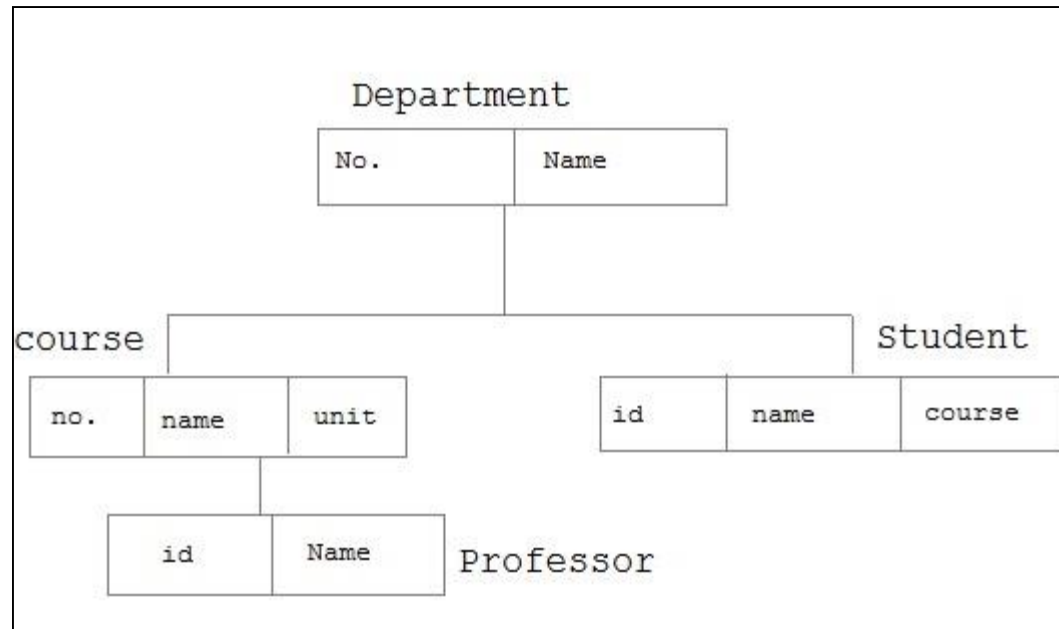 Department
No. Name
course
Student
no. name unit
id name course
id Name
Professor